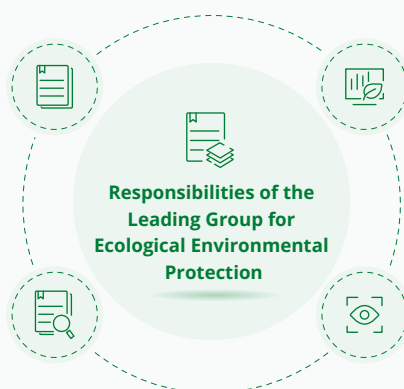 Responsibilities of the
Leading Group for
Ecological Environmental
Protection